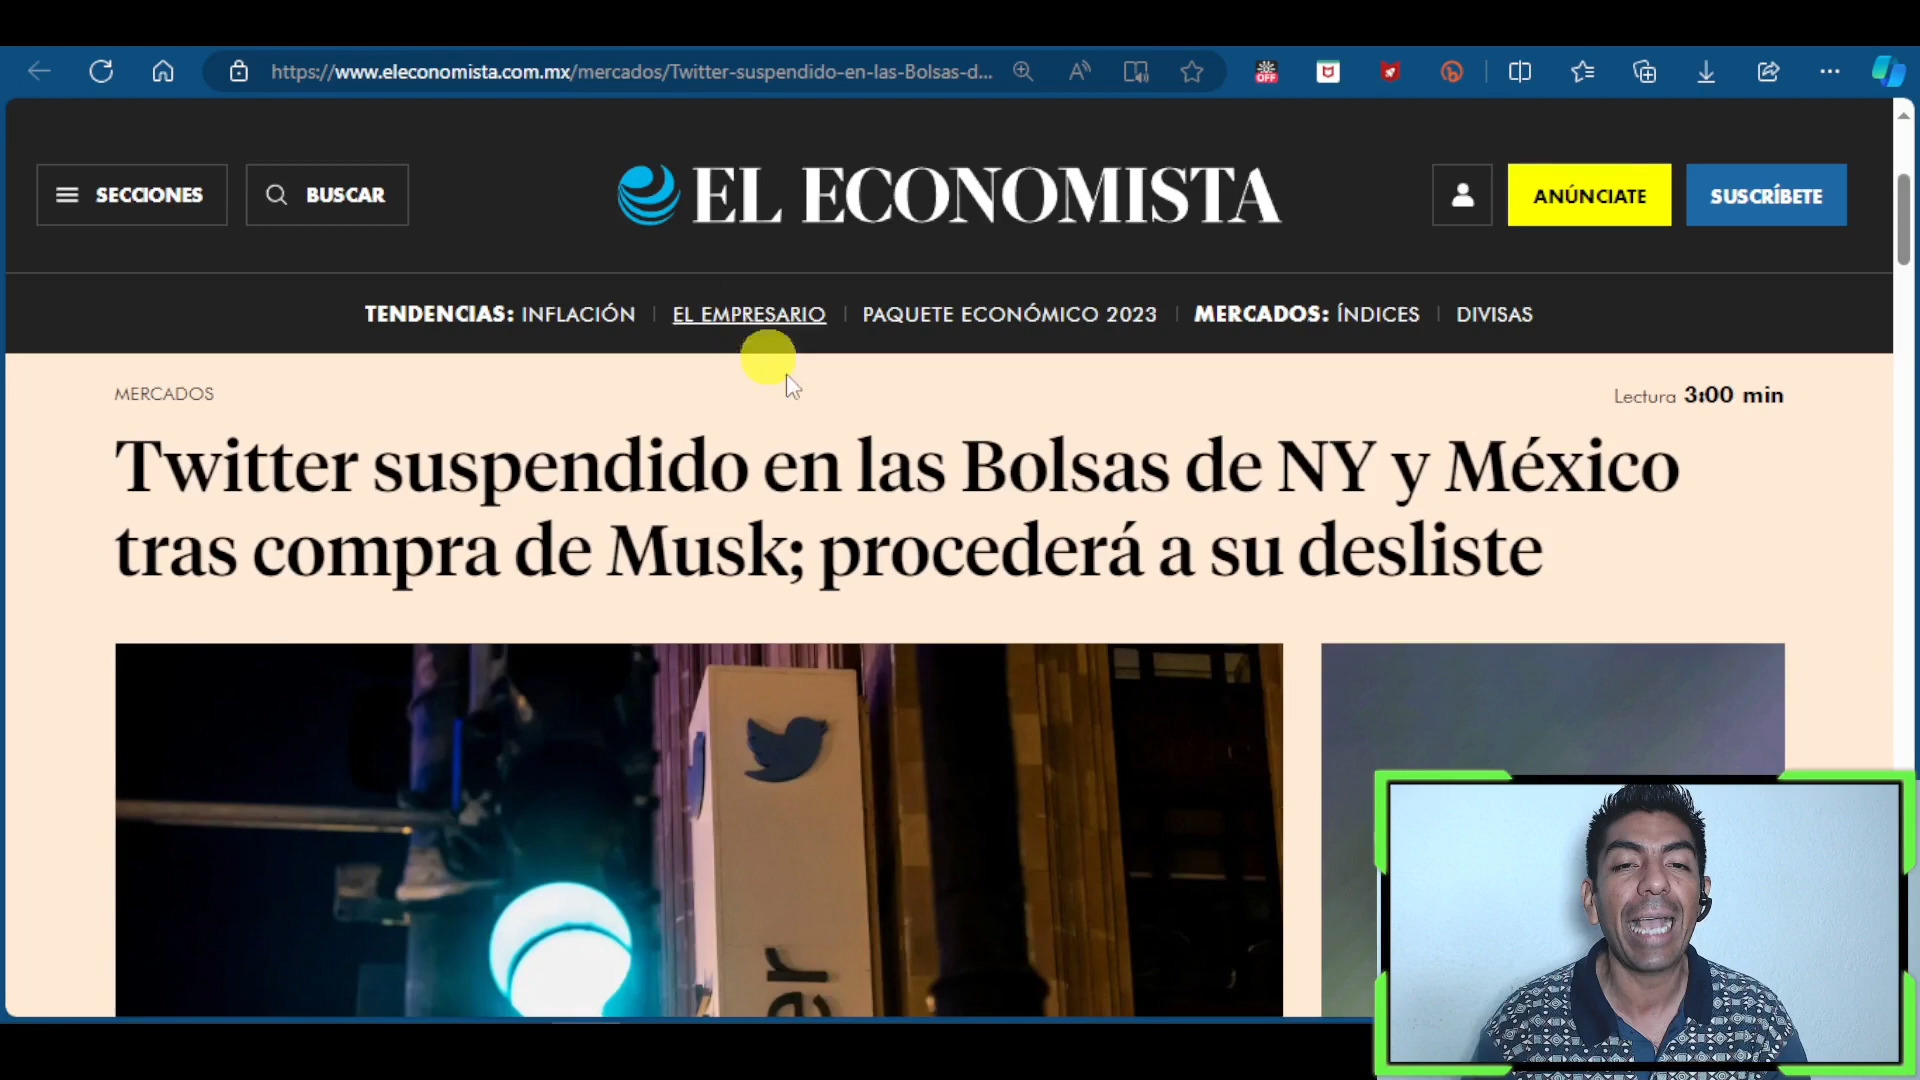 https://www.eleconomista.com.mx/mercados/Twitter-suspendido-en-las-Bolsas-d...
OFF
SECCIONES
BUSCAR
EL ECONOMISTA
ANÚNCIATE
SUSCRÍBETE
TENDENCIAS: INFLACIÓN
EL EMPRESARIO
PAQUETE ECONÓMICO 2023
MERCADOS: ÍNDICES
DIVISAS
MERCADOS
Lectura 3:00 min
Twitter suspendido en las Bolsas de NY y México
tras compra de Musk; procederá a su desliste
er